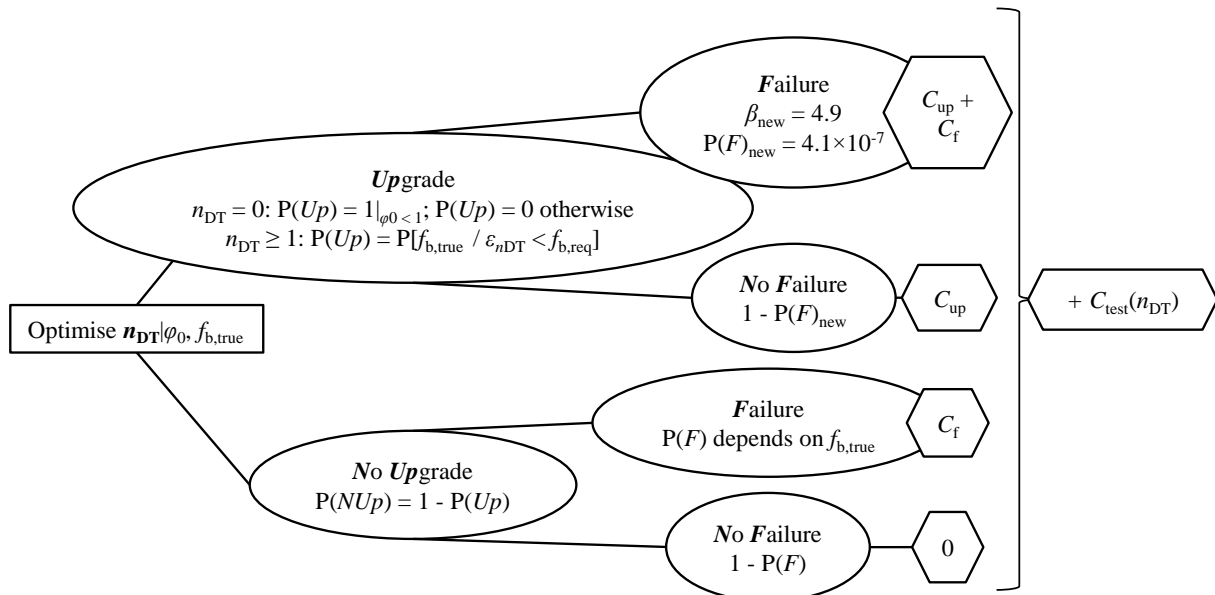 Optimise n_DT|φ_0, f_b,true
Upgrade
n_DT = 0: P(Up) = 1|_φ0 < 1; P(Up) = 0 otherwise
n_DT ≥ 1: P(Up) = P[f_b,true / ε_nDT < f_b,req]
Failure
β_new = 4.9
P(F)_new = 4.1×10^-7
C_up +
C_f
No Failure
1 - P(F)_new
C_up
No Upgrade
P(NUp) = 1 - P(Up)
Failure
P(F) depends on f_b,true
C_f
No Failure
1 - P(F)
0
+ C_test(n_DT)